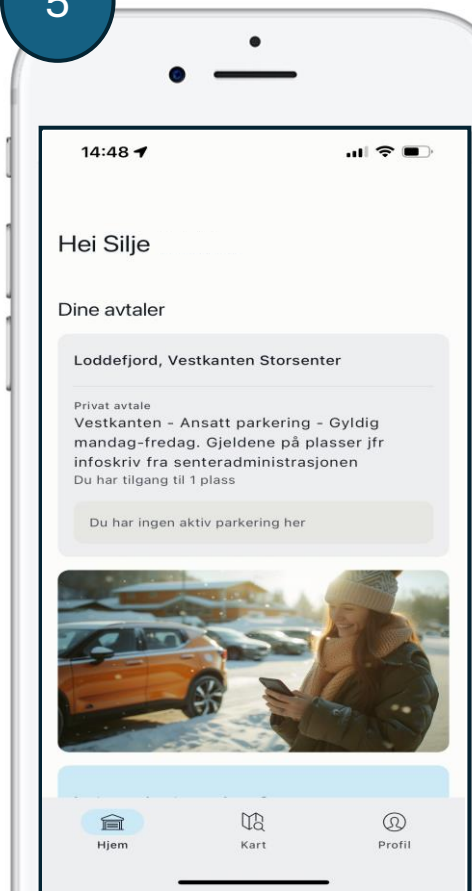 5
14:48
Hei Silje
Dine avtaler
Loddefjord, Vestkanten Storsenter
Privat avtale
Vestkanten - Ansatt parkering - Gyldig
mandag-fredag. Gjeldene på plasser jfr
infoskriv fra senteradministrasjonen
Du har tilgang til 1 plass
Du har ingen aktiv parkering her
Hjem
Kart
Profil